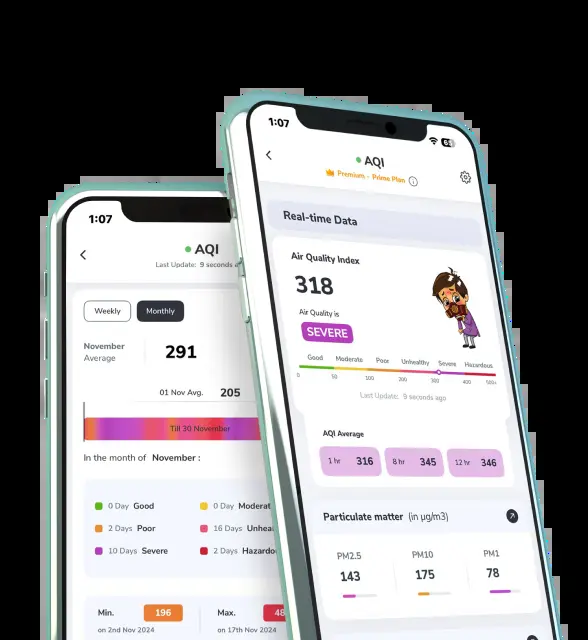 1:07
AQI
Last Update: 9 seconds a
Weekly
Monthly
November
Average
291
01 Nov Avg. 205
Till 30 November
In the month of November :
0 Day Good
0 Day Moderat
2 Days Poor
16 Days Unhea
10 Days Severe
2 Days Hazardo
Min. 196
on 2nd Nov 2024
Max. 48
on 17th Nov 2024
1:07
AQI
Premium - Prime Plan
Real-time Data
Air Quality Index
318
Air Quality is
SEVERE
Good Moderate Poor Unhealthy Severe Hazardous
0 50 100 200 300 400 500+
Last Update: 9 seconds ago
AQI Average
1 hr 316
8 hr 345
12 hr 346
Particulate matter (in µg/m3)
PM2.5 PM10 PM1
143 175 78